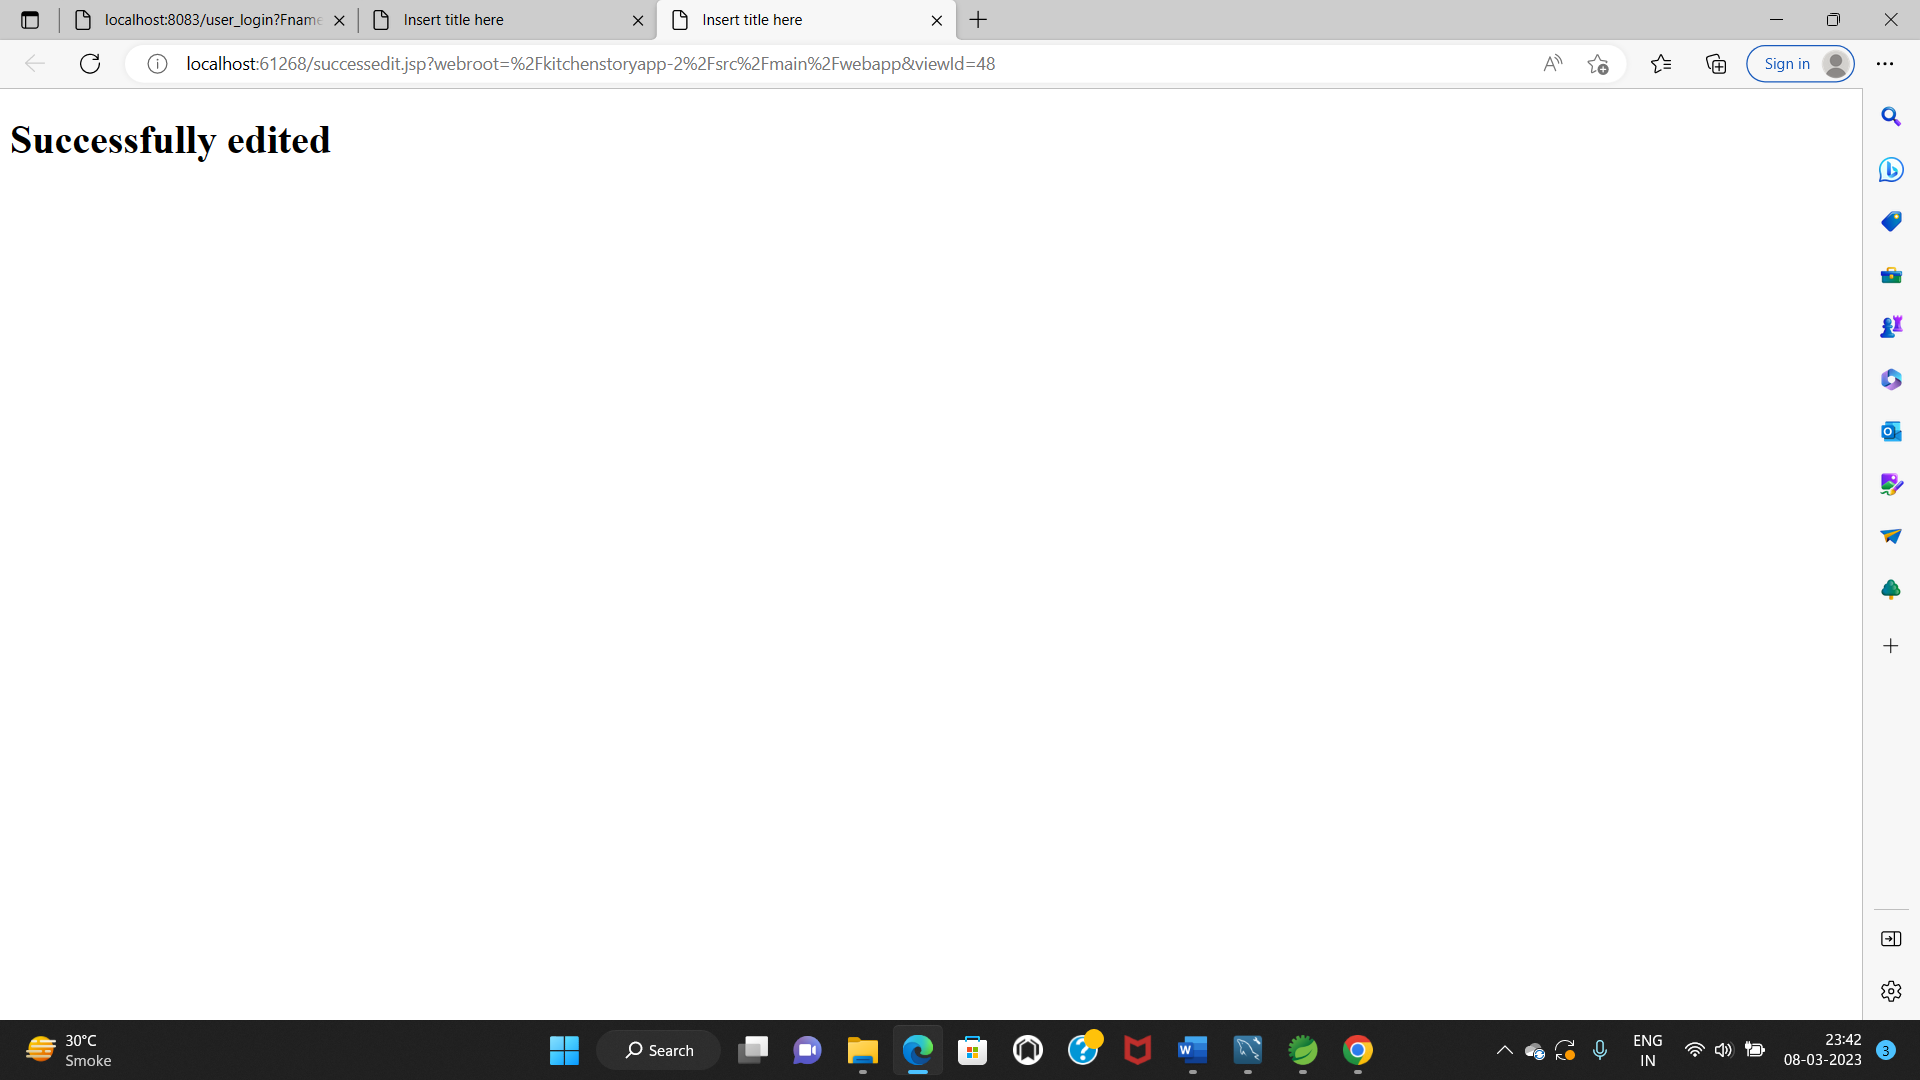 localhost:8083/user_login?Fname
Insert title here
Insert title here
localhost:61268/successedit.jsp?webroot=%2Fkitchenstoryapp-2%2Fsrc%2Fmain%2Fwebapp&viewId=48
Sign in
Successfully edited
30°C
Smoke
Search
ENG
IN
23:42
08-03-2023
3